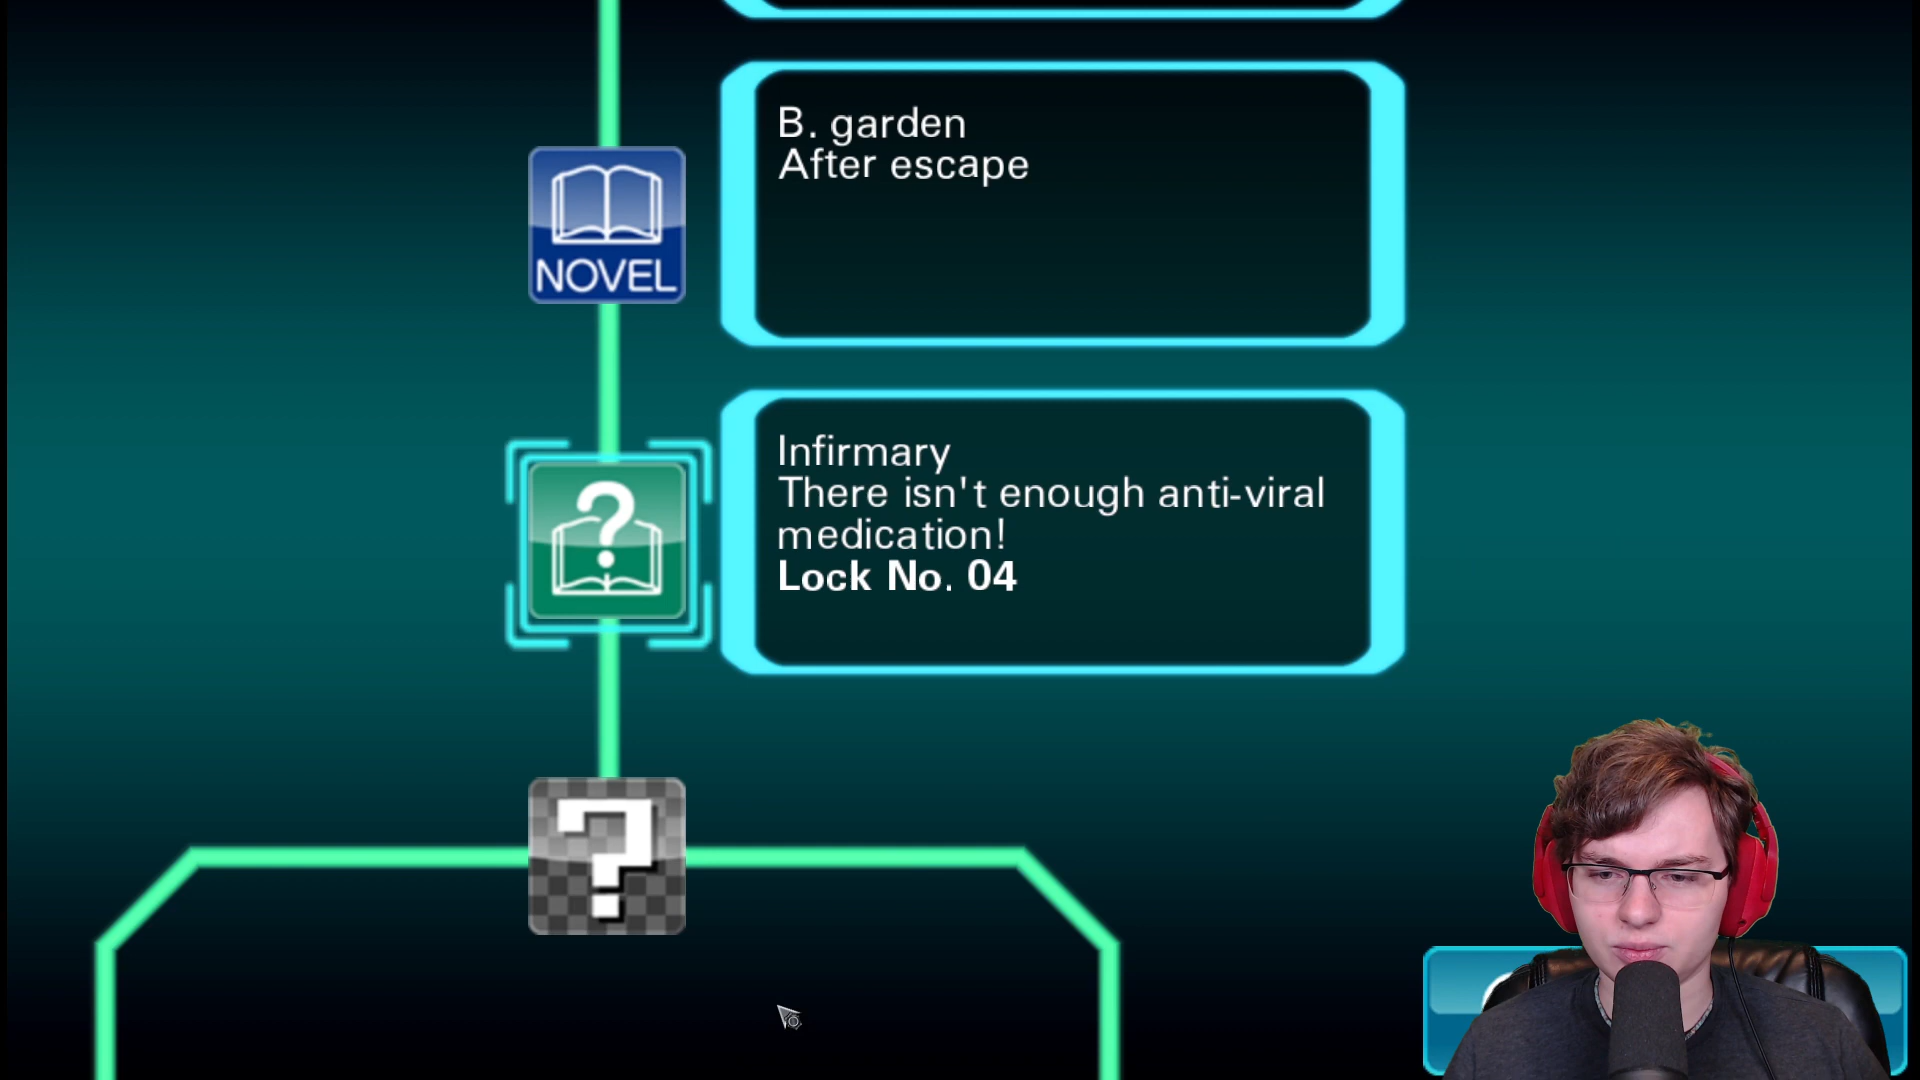 B. garden
After escape
NOVEL
Infirmary
There isn't enough anti-viral
medication!
Lock No. 04
?
?